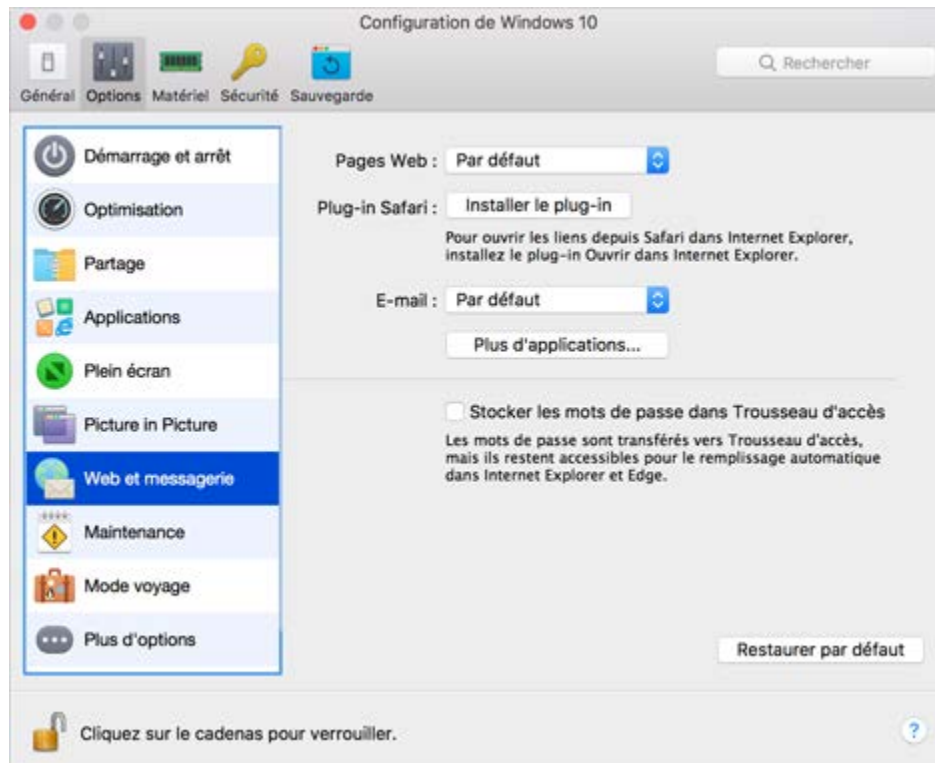 Configuration de Windows 10
Rechercher
Général Options Matériel Sécurité Sauvegarde
Démarrage et arrêt
Optimisation
Partage
Applications
Plein écran
Picture in Picture
Web et messagerie
Maintenance
Mode voyage
Plus d'options
Pages Web : Par défaut
Plug-in Safari : Installer le plug-in
Pour ouvrir les liens depuis Safari dans Internet Explorer,
installez le plug-in Ouvrir dans Internet Explorer.
E-mail : Par défaut
Plus d'applications...
Stocker les mots de passe dans Trousseau d'accès
Les mots de passe sont transférés vers Trousseau d'accès,
mais ils restent accessibles pour le remplissage automatique
dans Internet Explorer et Edge.
Restaurer par défaut
Cliquez sur le cadenas pour verrouiller.
?